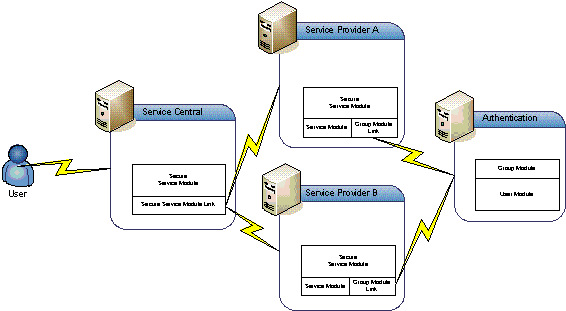 Service Provider A
Secure
Service Module
Service Module
Group Module
Link
Service Central
Secure
Service Module
Secure Service Module Link
Authentication
Group Module
User Module
User
Service Provider B
Secure
Service Module
Service Module
Group Module
Link